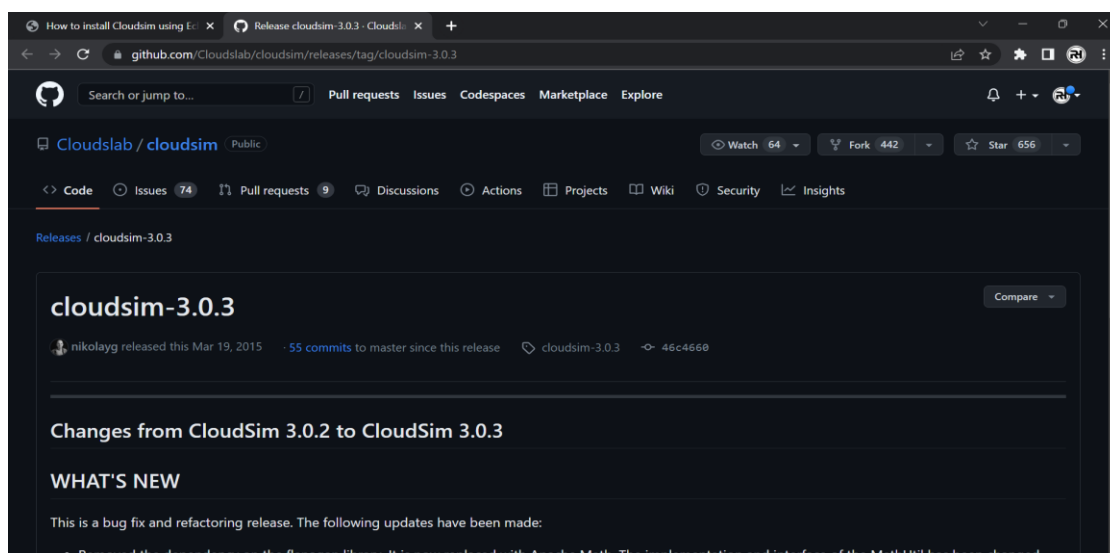 How to install Cloudsim using Ec
Release cloudsim-3.0.3 · Cloudsla
github.com/Cloudslab/cloudsim/releases/tag/cloudsim-3.0.3
Search or jump to... / Pull requests Issues Codespaces Marketplace Explore
Cloudslab / cloudsim Public Watch 64 Fork 442 Star 656
Code Issues 74 Pull requests 9 Discussions Actions Projects Wiki Security Insights
Releases / cloudsim-3.0.3
cloudsim-3.0.3 Compare
nikolayg released this Mar 19, 2015 · 55 commits to master since this release cloudsim-3.0.3 46c4660
Changes from CloudSim 3.0.2 to CloudSim 3.0.3
WHAT'S NEW
This is a bug fix and refactoring release. The following updates have been made: